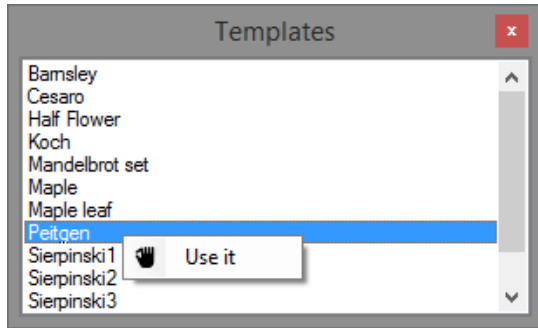 Templates
x
Barnsley
Cesaro
Half Flower
Koch
Mandelbrot set
Maple
Maple leaf
Peitgen
Sierpinski1
Use it
Sierpinski2
Sierpinski3